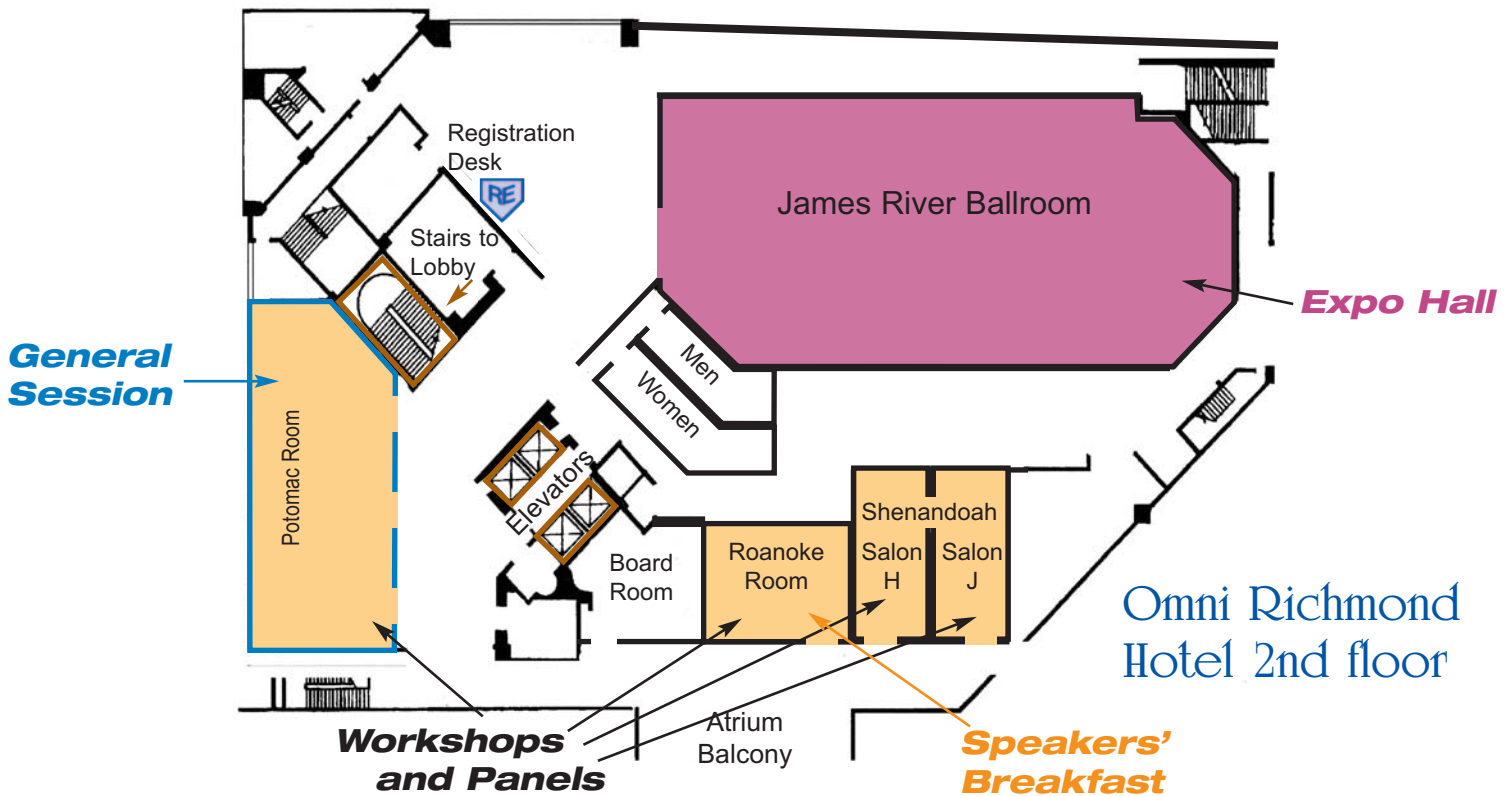 Registration
Desk
RE
Stairs to
Lobby
James River Ballroom
Expo Hall
General
Session
Men
Women
Potomac Room
Elevators
Shenandoah
Salon
H
Salon
J
Roanoke
Room
Board
Room
Omni Richmond
Hotel 2nd floor
Workshops
and Panels
Atrium
Balcony
Speakers’
Breakfast